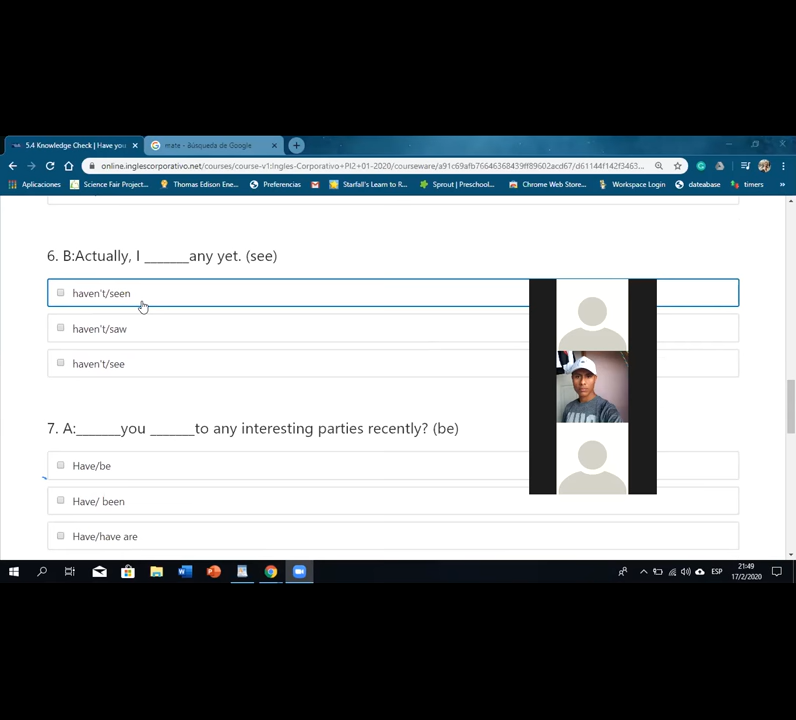 5.4 Knowledge Check | Have you
mate - Búsqueda de Google
online.inglescorporativo.net/courses/course-v1:Ingles-Corporativo+PI2+01-2020/courseware/a91c69afb76646368439ff89602acd67/d61144f142f3463...
Aplicaciones
Science Fair Project...
Thomas Edison Ene...
Preferencias
Starfall's Learn to R...
Sprout | Preschool...
Chrome Web Store...
Workspace Login
dateabase
timers
»
6. B:Actually, I _______any yet. (see)
haven't/seen
haven't/saw
haven't/see
7. A:_______you _______to any interesting parties recently? (be)
Have/be
Have/ been
Have/have are
ESP
21:49
17/2/2020